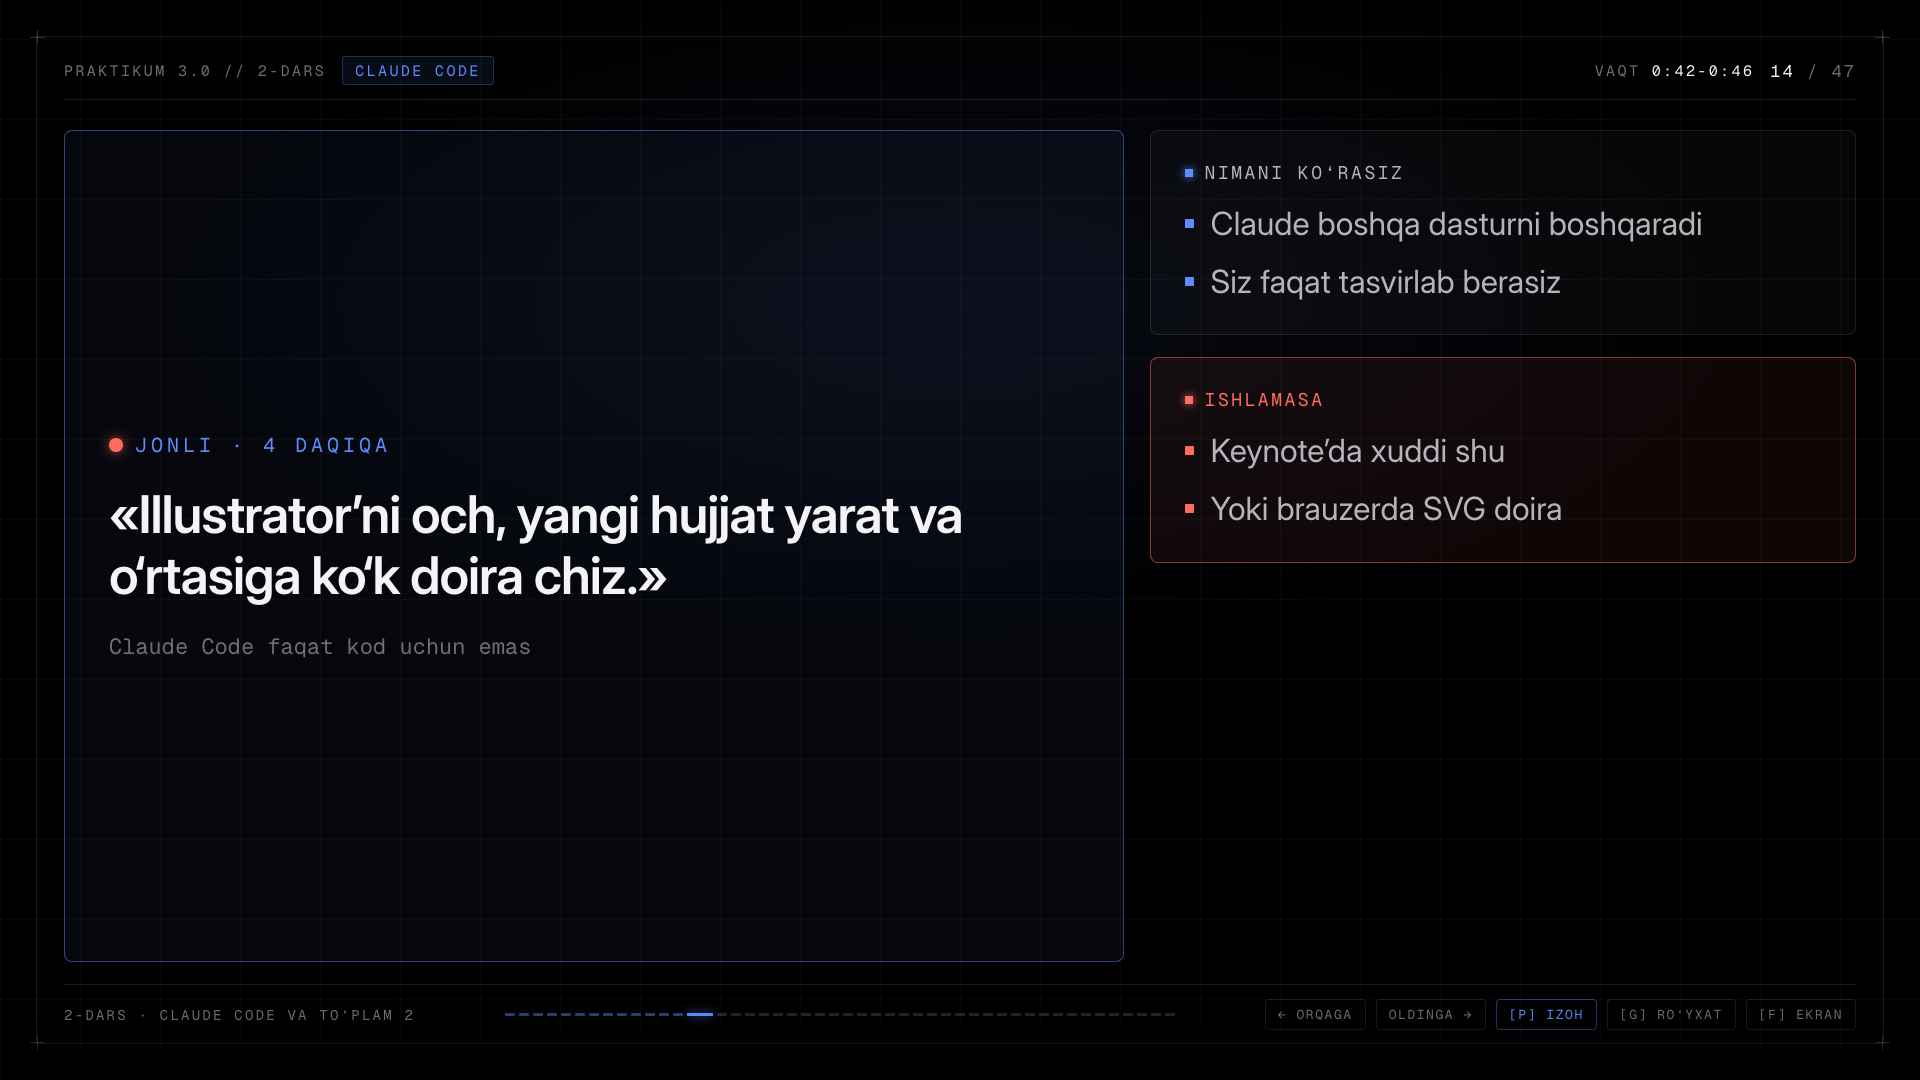 PRAKTIKUM 3.0 // 2-DARS
CLAUDE CODE
VAQT 0:42-0:46 14 / 47
JONLI · 4 DAQIQA
«Illustrator’ni och, yangi hujjat yarat va
o‘rtasiga ko‘k doira chiz.»
Claude Code faqat kod uchun emas
NIMANI KO‘RASIZ
Claude boshqa dasturni boshqaradi
Siz faqat tasvirlab berasiz
ISHLAMASA
Keynote’da xuddi shu
Yoki brauzerda SVG doira
2-DARS · CLAUDE CODE VA TO‘PLAM 2
← ORQAGA
OLDINGA →
[P] IZOH
[G] RO‘YXAT
[F] EKRAN